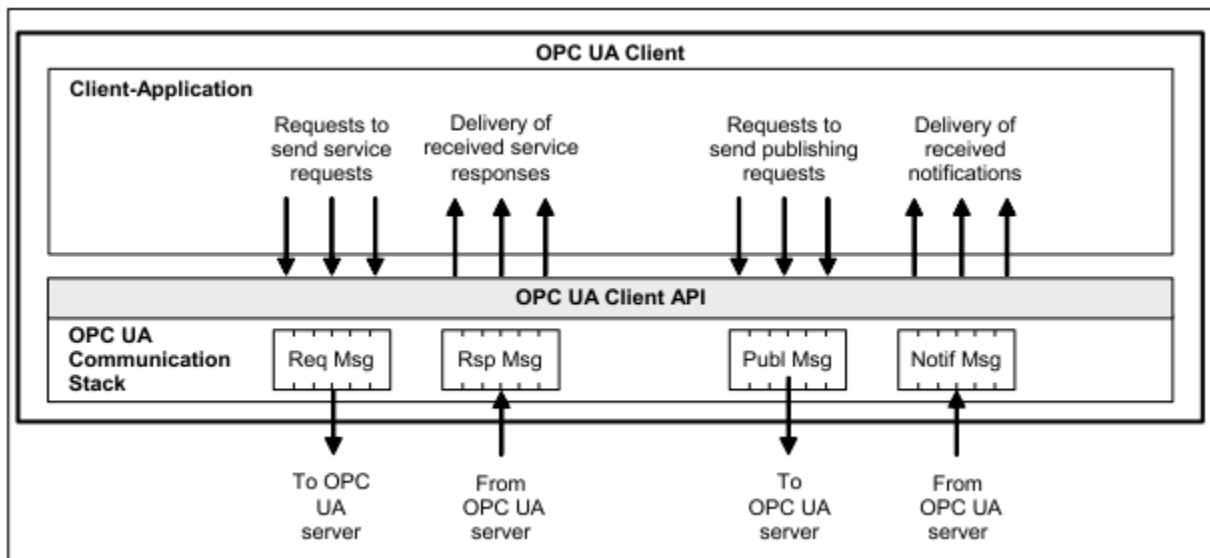 OPC UA Client
Client-Application
Requests to
send service
requests
Delivery of
received service
responses
Requests to
send publishing
requests
Delivery of
received
notifications
OPC UA Client API
OPC UA
Communication
Stack
Req Msg
Rsp Msg
Publ Msg
Notif Msg
To OPC
UA
server
From
OPC UA
server
To
OPC UA
server
From
OPC UA
server